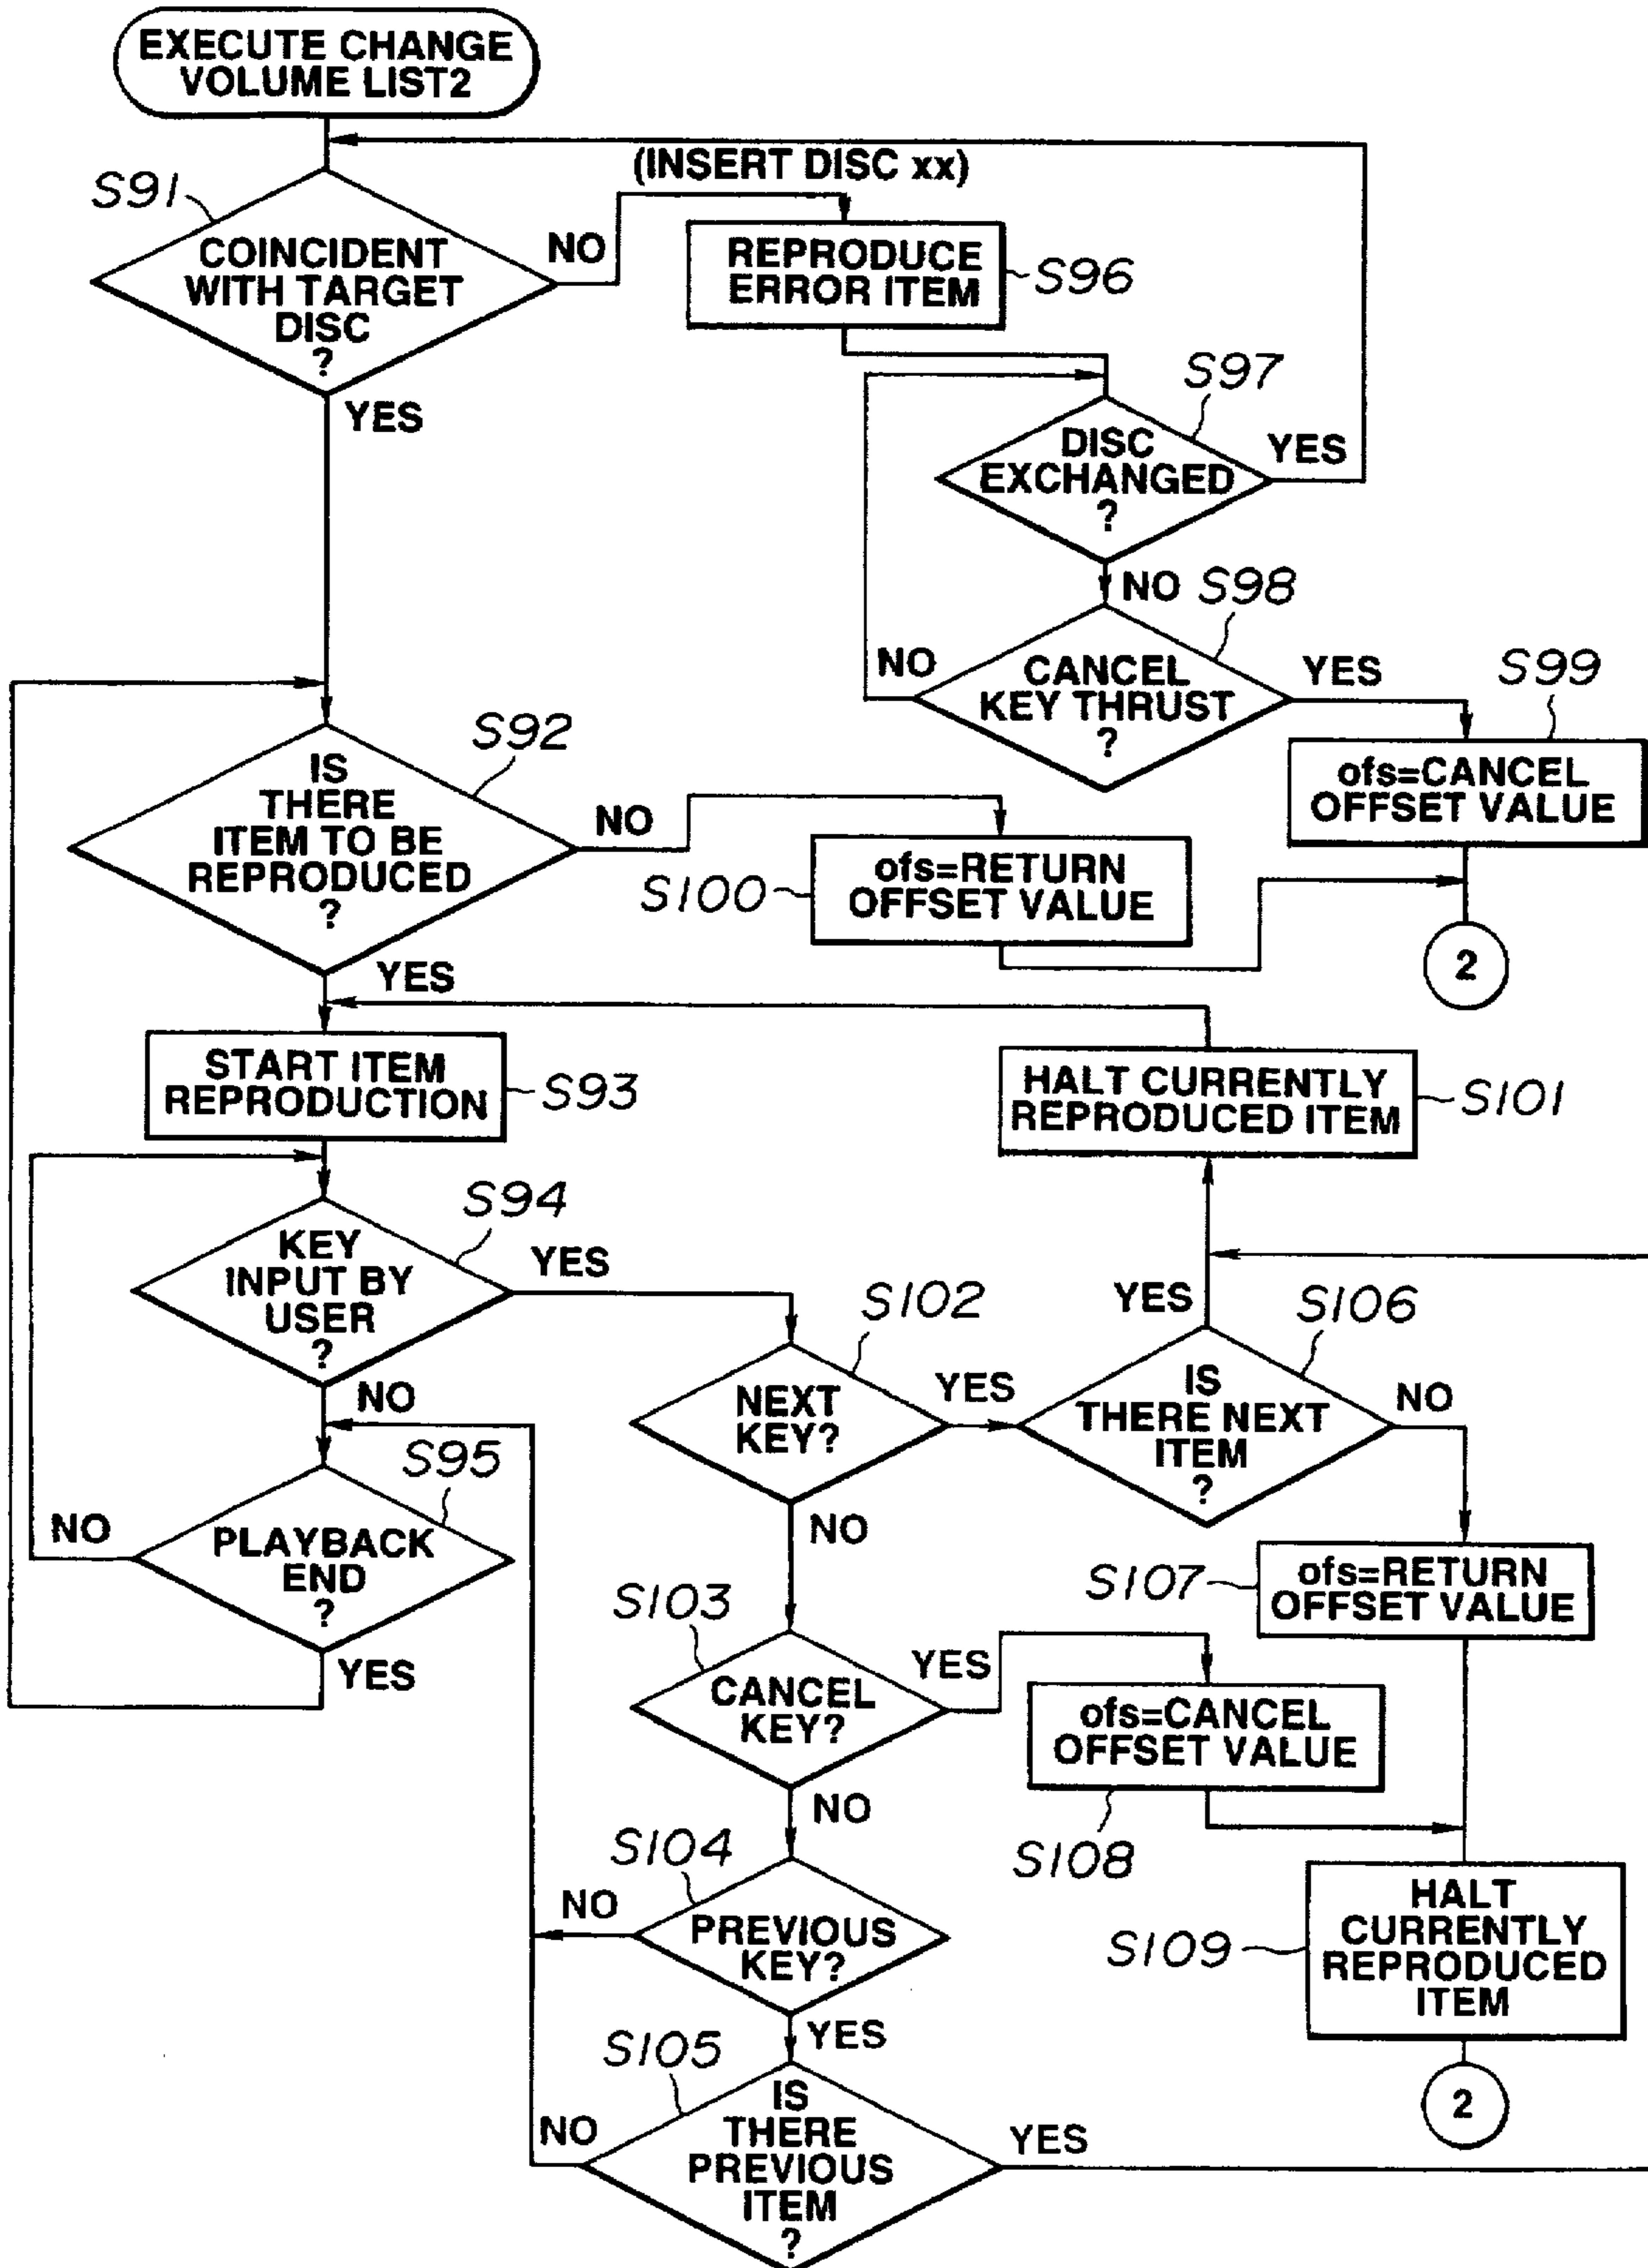 EXECUTE CHANGE
VOLUME LIST2
(INSERT DISC xx)
S91
COINCIDENT
WITH TARGET
DISC
?
NO
YES
REPRODUCE
ERROR ITEM
S96
S97
DISC
EXCHANGED
?
YES
NO
S98
CANCEL
KEY THRUST
?
NO
YES
S99
ofs=CANCEL
OFFSET VALUE
S92
IS
THERE
ITEM TO BE
REPRODUCED
?
NO
YES
S100
ofs=RETURN
OFFSET VALUE
2
START ITEM
REPRODUCTION
S93
HALT CURRENTLY
REPRODUCED ITEM
S101
S94
KEY
INPUT BY
USER
?
YES
NO
S102
NEXT
KEY?
YES
NO
S106
IS
THERE NEXT
ITEM
?
YES
NO
S95
PLAYBACK
END
?
NO
YES
S107
ofs=RETURN
OFFSET VALUE
S103
CANCEL
KEY?
YES
NO
ofs=CANCEL
OFFSET VALUE
S108
S104
PREVIOUS
KEY?
NO
YES
S109
HALT
CURRENTLY
REPRODUCED
ITEM
2
S105
IS
THERE
PREVIOUS
ITEM
?
NO
YES